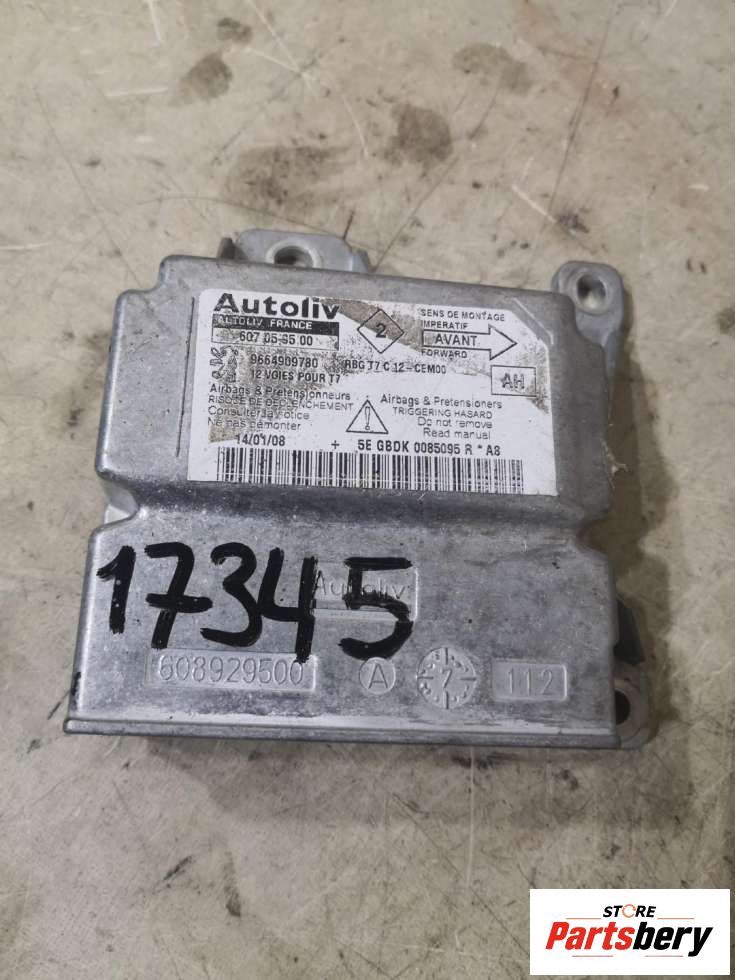 Autoliv
AUTOLIV FRANCE
607 05 95 00
2
SENS DE MONTAGE
IMPERATIF
AVANT
FORWARD
9664909780
RBG T7 C 12-CEM00
12 VOIES POUR T7
AH
Airbags & Pretensionneurs
RISQUE DE DECLENCHEMENT
Consulter la notice
Ne pas démonter
Airbags & Pretensioners
TRIGGERING HASARD
Do not remove
Read manual
14/01/08 + 5E GBDK 0085095 R * A8
17345
Autoliv
608929500 A 7 112
STORE
Partsbery